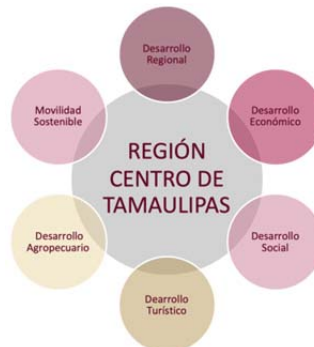 Desarrollo
Regional
Movilidad
Sostenible
Desarrollo
Económico
REGIÓN
CENTRO DE
TAMAULIPAS
Desarrollo
Agropecuario
Desarrollo
Social
Dearrollo
Turístico